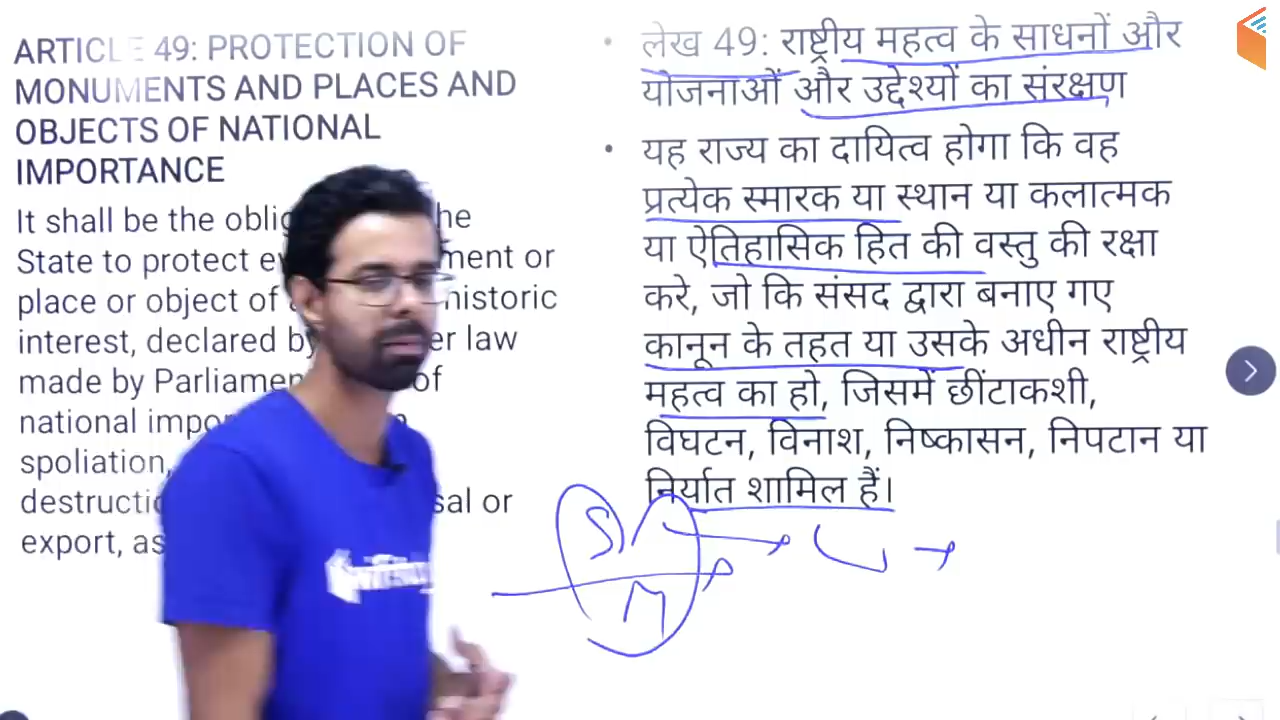 ARTICLE 49: PROTECTION OF
MONUMENTS AND PLACES AND
OBJECTS OF NATIONAL
IMPORTANCE
It shall be the he
State to protect ment or
place or object of historic
interest, declared by er law
made by Parliamen of
national impo
spoliation,
destructi sal or
export, as
लेख 49: राष्ट्रीय महत्व के साधनों और
योजनाओं और उद्देश्यों का संरक्षण
यह राज्य का दायित्व होगा कि वह
प्रत्येक स्मारक या स्थान या कलात्मक
या ऐतिहासिक हित की वस्तु की रक्षा
करे, जो कि संसद द्वारा बनाए गए
कानून के तहत या उसके अधीन राष्ट्रीय
महत्व का हो, जिसमें छींटाकशी,
विघटन, विनाश, निष्कासन, निपटान या
निर्यात शामिल हैं।